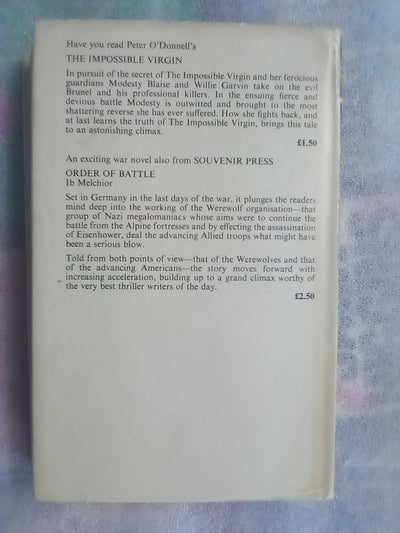 Have you read Peter O'Donnell's
THE IMPOSSIBLE VIRGIN
In pursuit of the secret of The Impossible Virgin and her ferocious
guardians Modesty Blaise and Willie Garvin take on the evil
Brunel and his professional killers. In the ensuing fierce and
devious battle Modesty is outwitted and brought to the most
shattering reverse she has ever suffered. How she fights back, and
at last learns the truth of The Impossible Virgin, brings this tale
to an astonishing climax.
£1.50
An exciting war novel also from SOUVENIR PRESS
ORDER OF BATTLE
Ib Melchior
Set in Germany in the last days of the war, it plunges the readers
mind deep into the working of the Werewolf organisation—that
group of Nazi megalomaniacs whose aims were to continue the
battle from the Alpine fortresses and by effecting the assassination
of Eisenhower, deal the advancing Allied troops what might have
been a serious blow.
Told from both points of view—that of the Werewolves and that
of the advancing Americans—the story moves forward with
increasing acceleration, building up to a grand climax worthy of
the very best thriller writers of the day.
£2.50